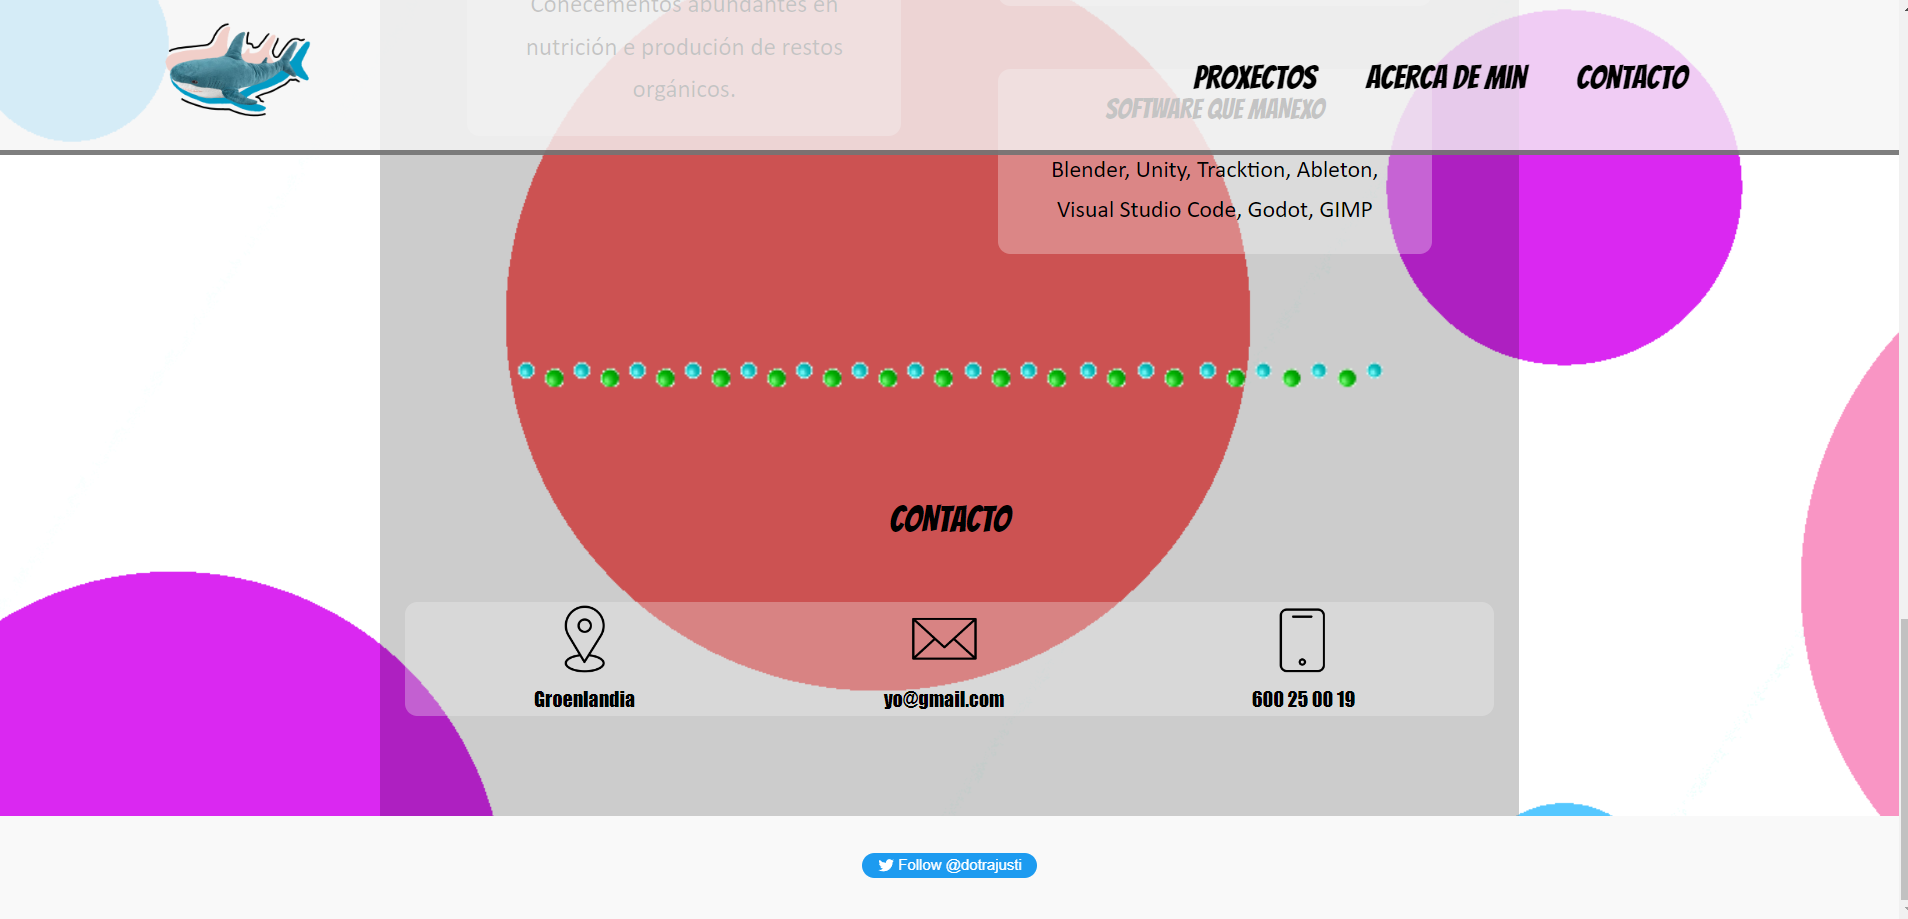 Coñecementos abundantes en
nutrición e produción de restos
orgánicos.
PROXECTOS
ACERCA DE MIN
CONTACTO
SOFTWARE QUE MANEXO
Blender, Unity, Tracktion, Ableton,
Visual Studio Code, Godot, GIMP
CONTACTO
Groenlandia
yo@gmail.com
600 25 00 19
Follow @dotrajusti